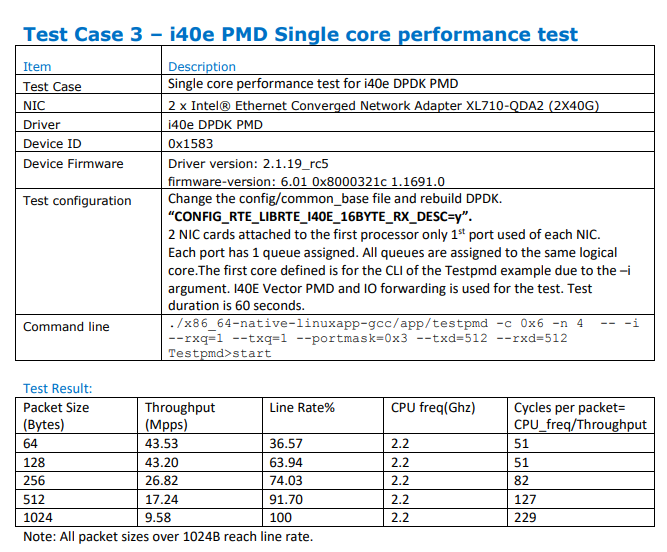 Test Case 3 – i40e PMD Single core performance test
Item Description
Test Case Single core performance test for i40e DPDK PMD
NIC 2 x Intel® Ethernet Converged Network Adapter XL710-QDA2 (2X40G)
Driver i40e DPDK PMD
Device ID 0x1583
Device Firmware Driver version: 2.1.19_rc5
firmware-version: 6.01 0x8000321c 1.1691.0
Test configuration Change the config/common_base file and rebuild DPDK.
“CONFIG_RTE_LIBRTE_I40E_16BYTE_RX_DESC=y”.
2 NIC cards attached to the first processor only 1st port used of each NIC.
Each port has 1 queue assigned. All queues are assigned to the same logical
core.The first core defined is for the CLI of the Testpmd example due to the –i
argument. I40E Vector PMD and IO forwarding is used for the test. Test
duration is 60 seconds.
Command line ./x86_64-native-linuxapp-gcc/app/testpmd -c 0x6 -n 4 -- -i
--rxq=1 --txq=1 --portmask=0x3 --txd=512 --rxd=512
Testpmd>start
Test Result:
Packet Size (Bytes) Throughput (Mpps) Line Rate% CPU freq(Ghz) Cycles per packet= CPU_freq/Throughput
64 43.53 36.57 2.2 51
128 43.20 63.94 2.2 51
256 26.82 74.03 2.2 82
512 17.24 91.70 2.2 127
1024 9.58 100 2.2 229
Note: All packet sizes over 1024B reach line rate.